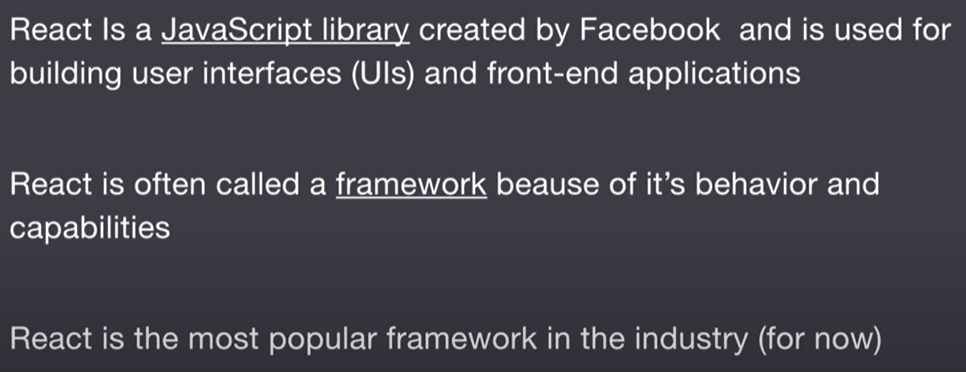 React Is a JavaScript library created by Facebook  and is used for
building user interfaces (UIs) and front-end applications
React is often called a framework beause of it’s behavior and
capabilities
React is the most popular framework in the industry (for now)